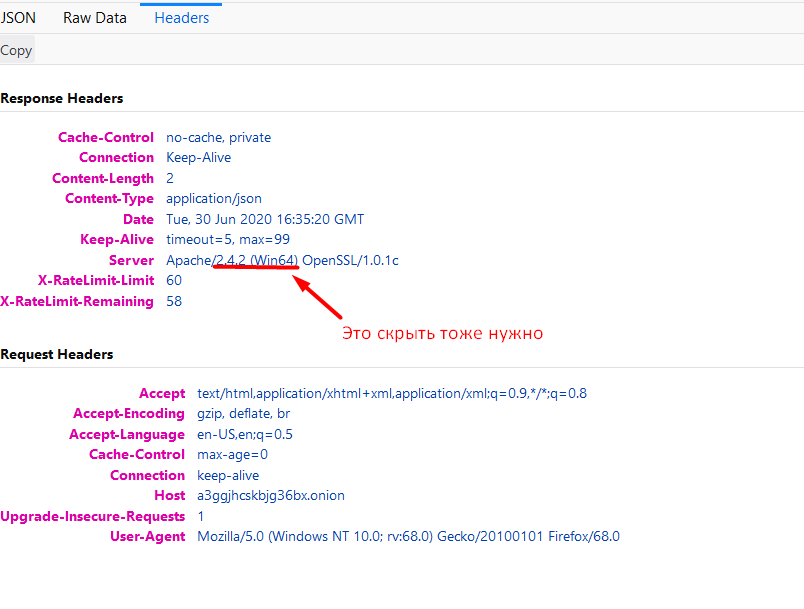 JSON Raw Data Headers
Copy
Response Headers
Cache-Control no-cache, private
Connection Keep-Alive
Content-Length 2
Content-Type application/json
Date Tue, 30 Jun 2020 16:35:20 GMT
Keep-Alive timeout=5, max=99
Server Apache/2.4.2 (Win64) OpenSSL/1.0.1c
X-RateLimit-Limit 60
X-RateLimit-Remaining 58
Это скрыть тоже нужно
Request Headers
Accept text/html,application/xhtml+xml,application/xml;q=0.9,*/*;q=0.8
Accept-Encoding gzip, deflate, br
Accept-Language en-US,en;q=0.5
Cache-Control max-age=0
Connection keep-alive
Host a3ggjhcskbjg36bx.onion
Upgrade-Insecure-Requests 1
User-Agent Mozilla/5.0 (Windows NT 10.0; rv:68.0) Gecko/20100101 Firefox/68.0